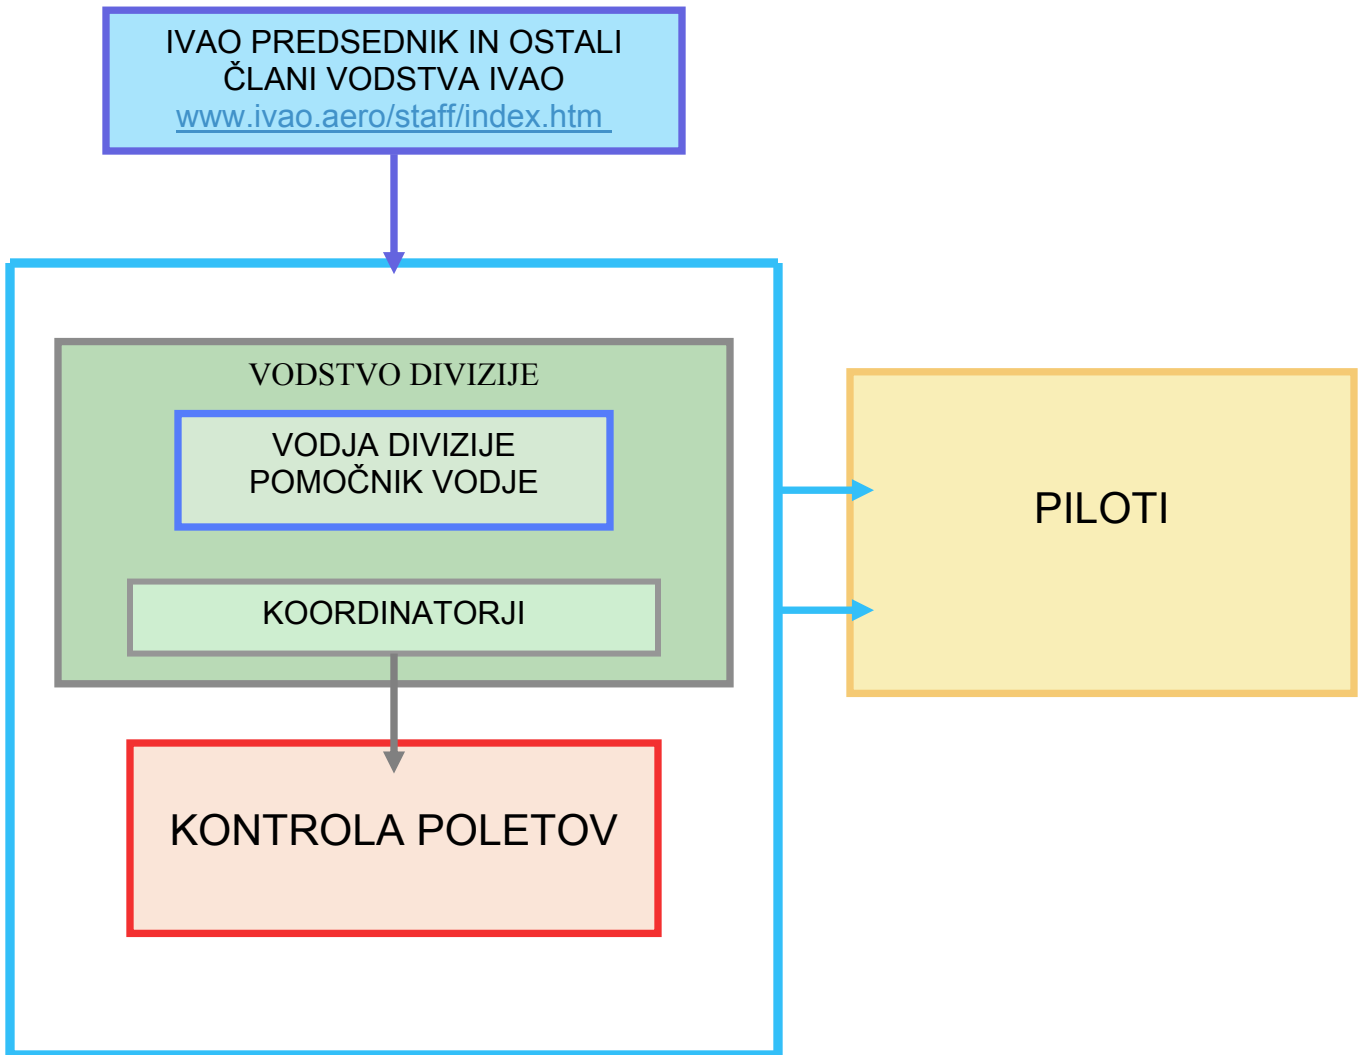 IVAO PREDSEDNIK IN OSTALI
ČLANI VODSTVA IVAO
www.ivao.aero/staff/index.htm
VODSTVO DIVIZIJE
VODJA DIVIZIJE
POMOČNIK VODJE
KOORDINATORJI
PILOTI
KONTROLA POLETOV